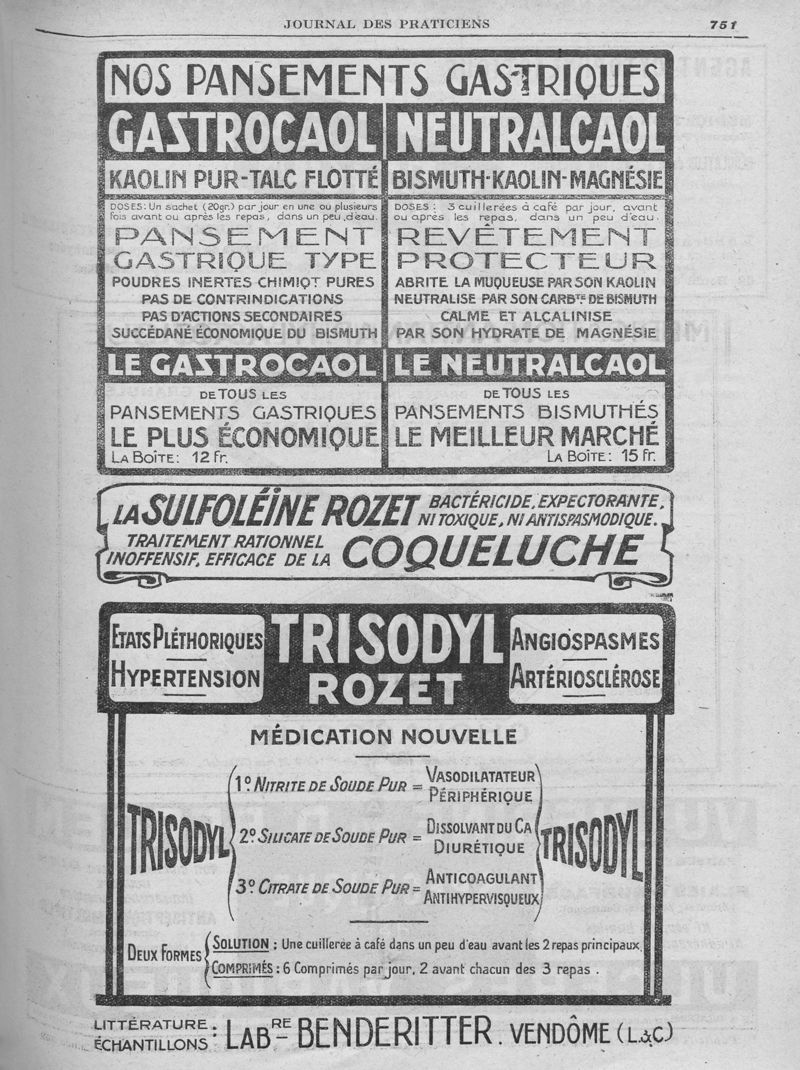 JOURNAL DES PRATICIENS 751
NOS PANSEMENTS GASTRIQUES
GASTROCAOL
KAOLIN PUR-TALC FLOTTÉ
DOSES: Un sachet (20gr.) par jour en une ou plusieurs
fois avant ou après les repas, dans un peu d'eau.
PANSEMENT
GASTRIQUE TYPE
POUDRES INERTES CHIMIQT PURES
PAS DE CONTRINDICATIONS
PAS D'ACTIONS SECONDAIRES
SUCCÉDANÉ ÉCONOMIQUE DU BISMUTH
LE GASTROCAOL
DE TOUS LES
PANSEMENTS GASTRIQUES
LE PLUS ÉCONOMIQUE
LA BOÎTE: 12 Fr.
NEUTRALCAOL
BISMUTH-KAOLIN-MAGNÉSIE
DOSES: 3 cuillerées à café par jour, avant
ou après les repas, dans un peu d'eau.
REVÊTEMENT
PROTECTEUR
ABRITE LA MUQUEUSE PAR SON KAOLIN
NEUTRALISE PAR SON CARBTE DE BISMUTH
CALME ET ALCALINISE
PAR SON HYDRATE DE MAGNÉSIE
LE NEUTRALCAOL
DE TOUS LES
PANSEMENTS BISMUTHÉS
LE MEILLEUR MARCHÉ
LA BOÎTE: 15 Fr.
LA SULFOLÉINE ROZET BACTÉRICIDE, EXPECTORANTE,
NI TOXIQUE, NI ANTISPASMODIQUE.
TRAITEMENT RATIONNEL
INOFFENSIF, EFFICACE DE LA COQUELUCHE
ETATS PLÉTHORIQUES
HYPERTENSION
TRISODYL
ROZET
ANGIOSPASMES
ARTÉRIOSCLÉROSE
MÉDICATION NOUVELLE
TRISODYL
1º. NITRITE DE SOUDE PUR = VASODILATATEUR
PÉRIPHÉRIQUE
2º. SILICATE DE SOUDE PUR = DISSOLVANT DU CA
DIURÉTIQUE
3º. CITRATE DE SOUDE PUR = ANTICOAGULANT
ANTIHYPERVISQUEUX
TRISODYL
DEUX FORMES
SOLUTION : Une cuillerée à café dans un peu d'eau avant les 2 repas principaux.
COMPRIMÉS : 6 Comprimés par jour, 2 avant chacun des 3 repas.
LITTÉRATURE:
ÉCHANTILLONS: LABRE BENDERITTER. VENDÔME (L.&C.)